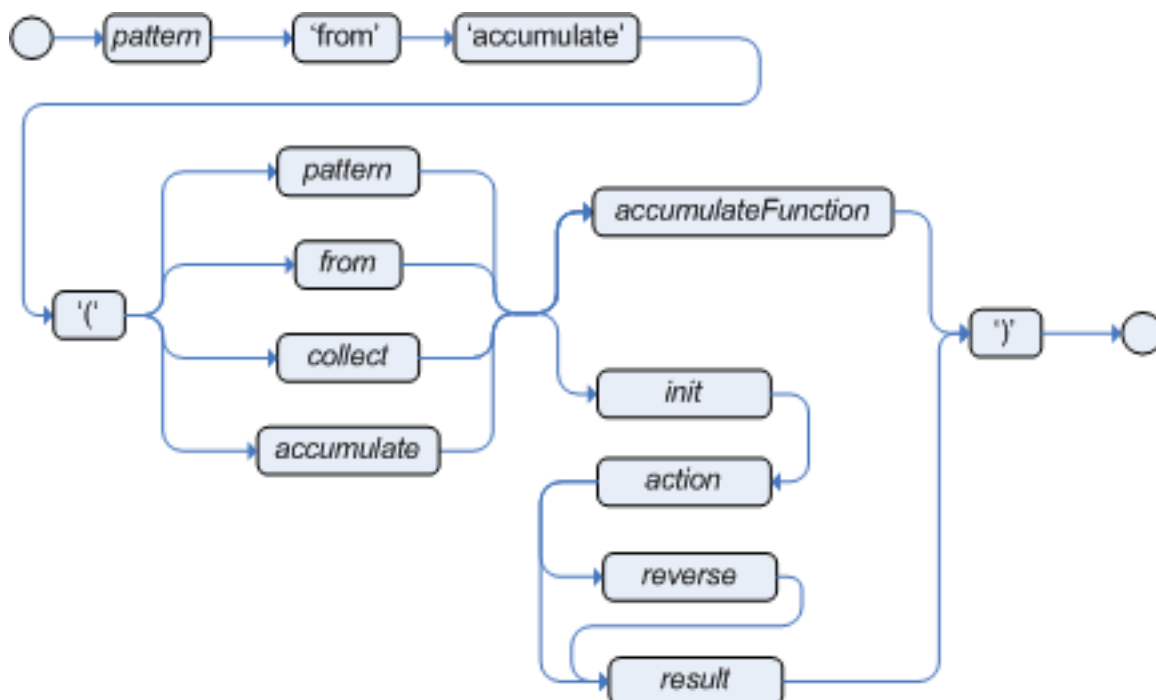 pattern
‘from’
‘accumulate’
pattern
from
collect
accumulate
‘(‘
accumulateFunction
init
action
reverse
result
‘)’